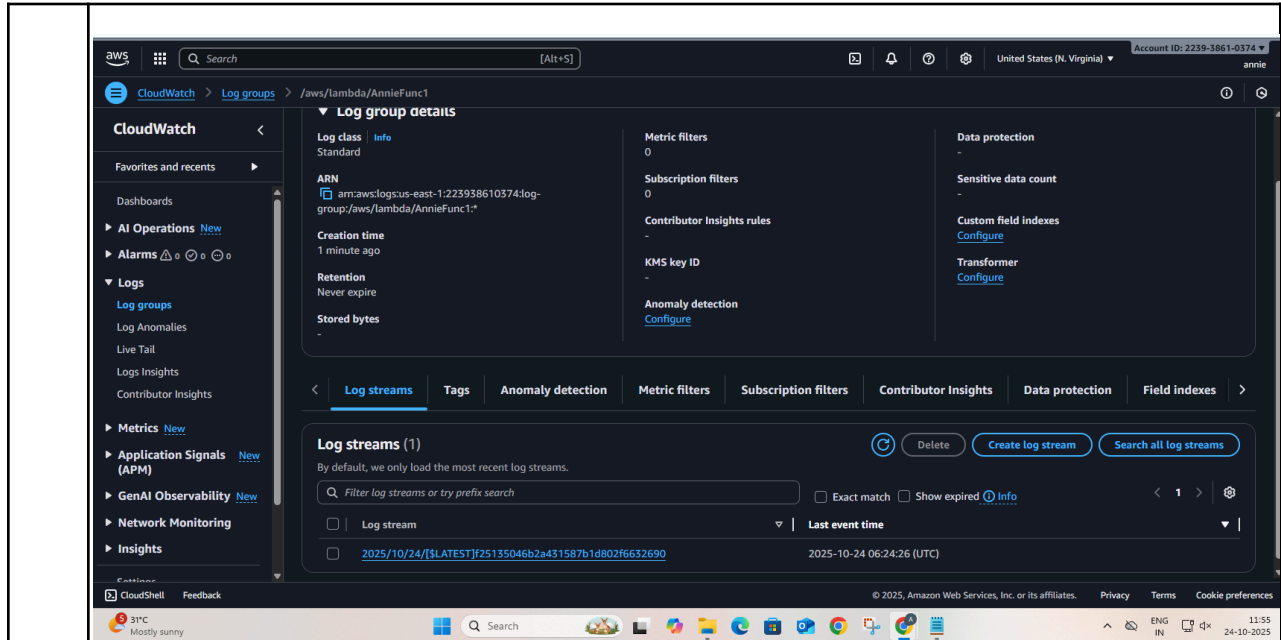 aws
Search [Alt+S]
United States (N. Virginia) ▼
Account ID: 2239-3861-0374 ▼
annie
CloudWatch > Log groups > /aws/lambda/AnnieFunc1
CloudWatch
Favorites and recents
Dashboards
AI Operations New
Alarms 0 0 0
Logs
Log groups
Log Anomalies
Live Tail
Logs Insights
Contributor Insights
Metrics New
Application Signals New
(APM)
GenAI Observability New
Network Monitoring
Insights
Settings
▼ Log group details
Log class Info
Standard
ARN
arn:aws:logs:us-east-1:223938610374:log-
group:/aws/lambda/AnnieFunc1:*
Creation time
1 minute ago
Retention
Never expire
Stored bytes
-
Metric filters
0
Subscription filters
0
Contributor Insights rules
-
KMS key ID
-
Anomaly detection
Configure
Data protection
-
Sensitive data count
-
Custom field indexes
Configure
Transformer
Configure
Log streams Tags Anomaly detection Metric filters Subscription filters Contributor Insights Data protection Field indexes
Log streams (1)
Delete Create log stream Search all log streams
By default, we only load the most recent log streams.
Filter log streams or try prefix search
Exact match Show expired Info
1
Log stream Last event time
2025/10/24/[$LATEST]f25135046b2a431587b1d802f6632690 2025-10-24 06:24:26 (UTC)
CloudShell Feedback © 2025, Amazon Web Services, Inc. or its affiliates. Privacy Terms Cookie preferences
5
31°C
Mostly sunny
Search
ENG
IN
11:55
24-10-2025